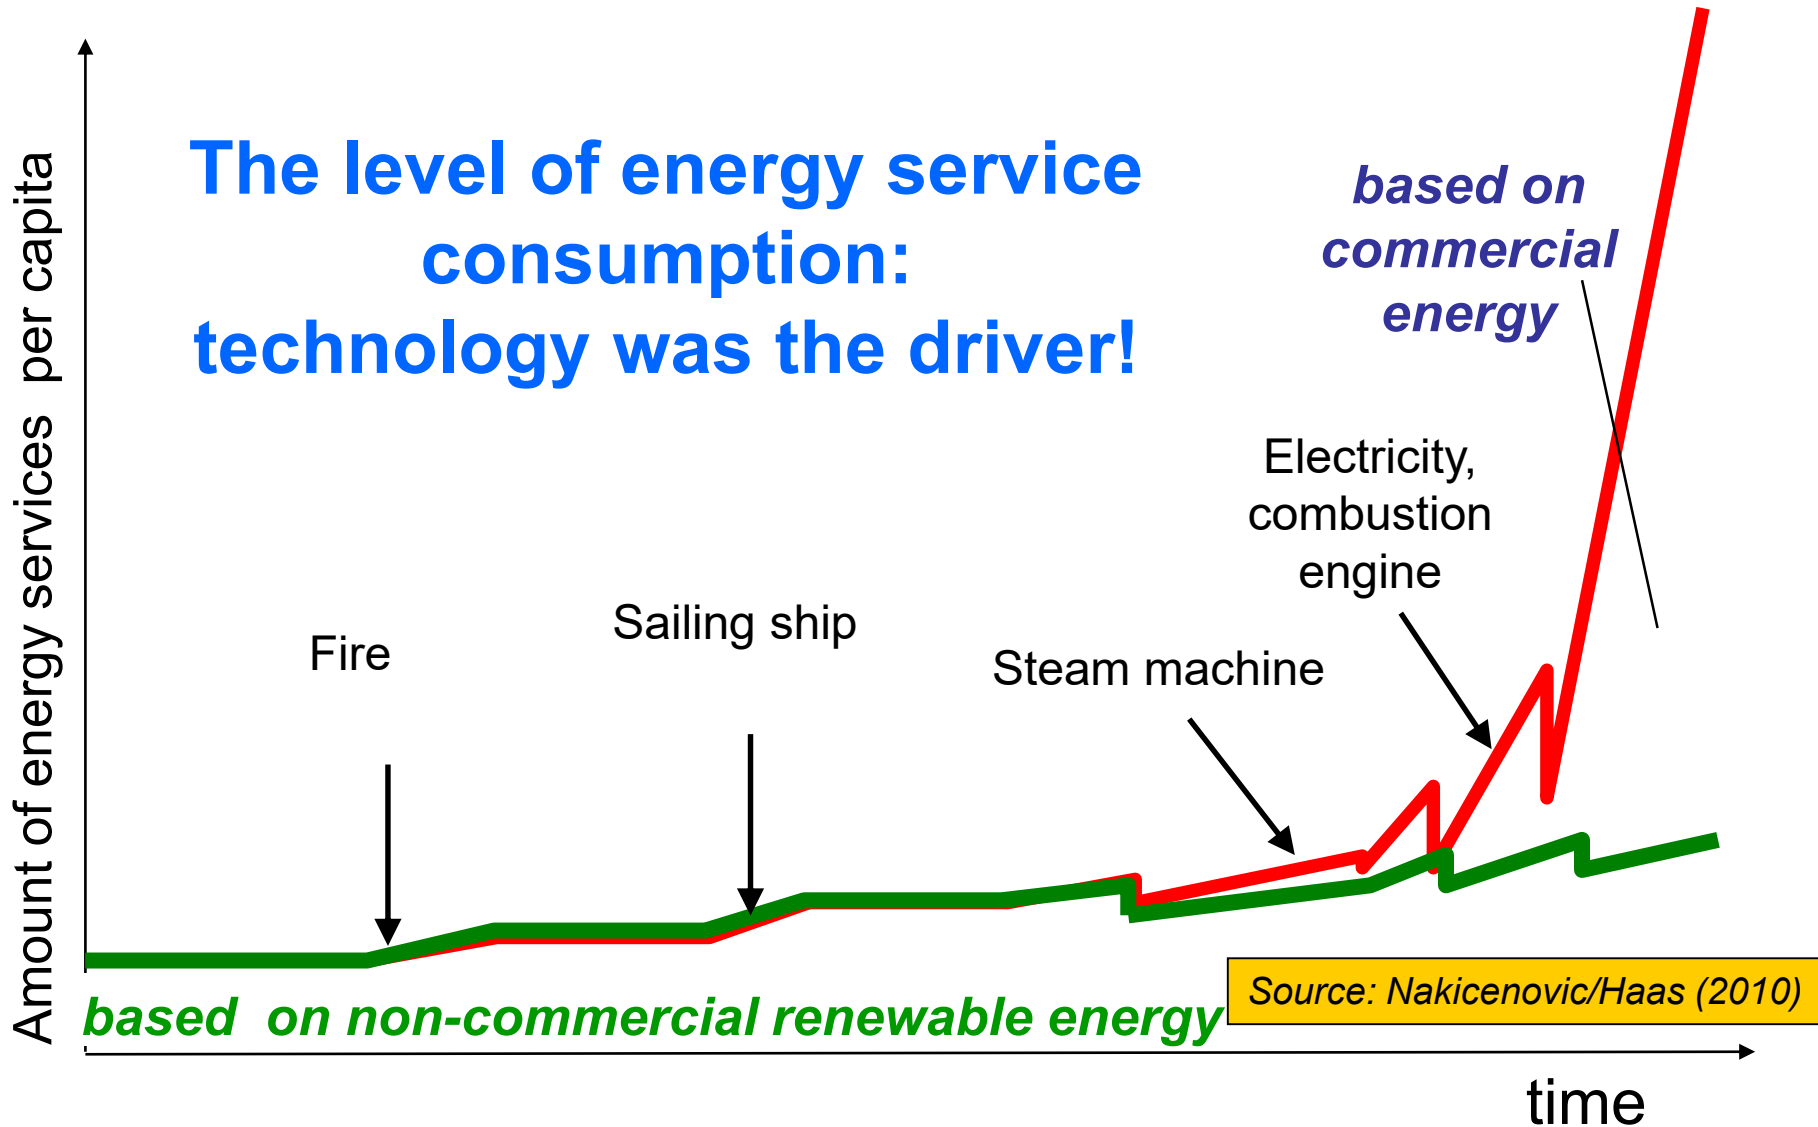 The level of energy service
consumption:
technology was the driver!
based on
commercial
energy
Amount of energy services per capita
Electricity,
combustion
engine
Sailing ship
Fire
Steam machine
Source: Nakicenovic/Haas (2010)
based on non-commercial renewable energy
time